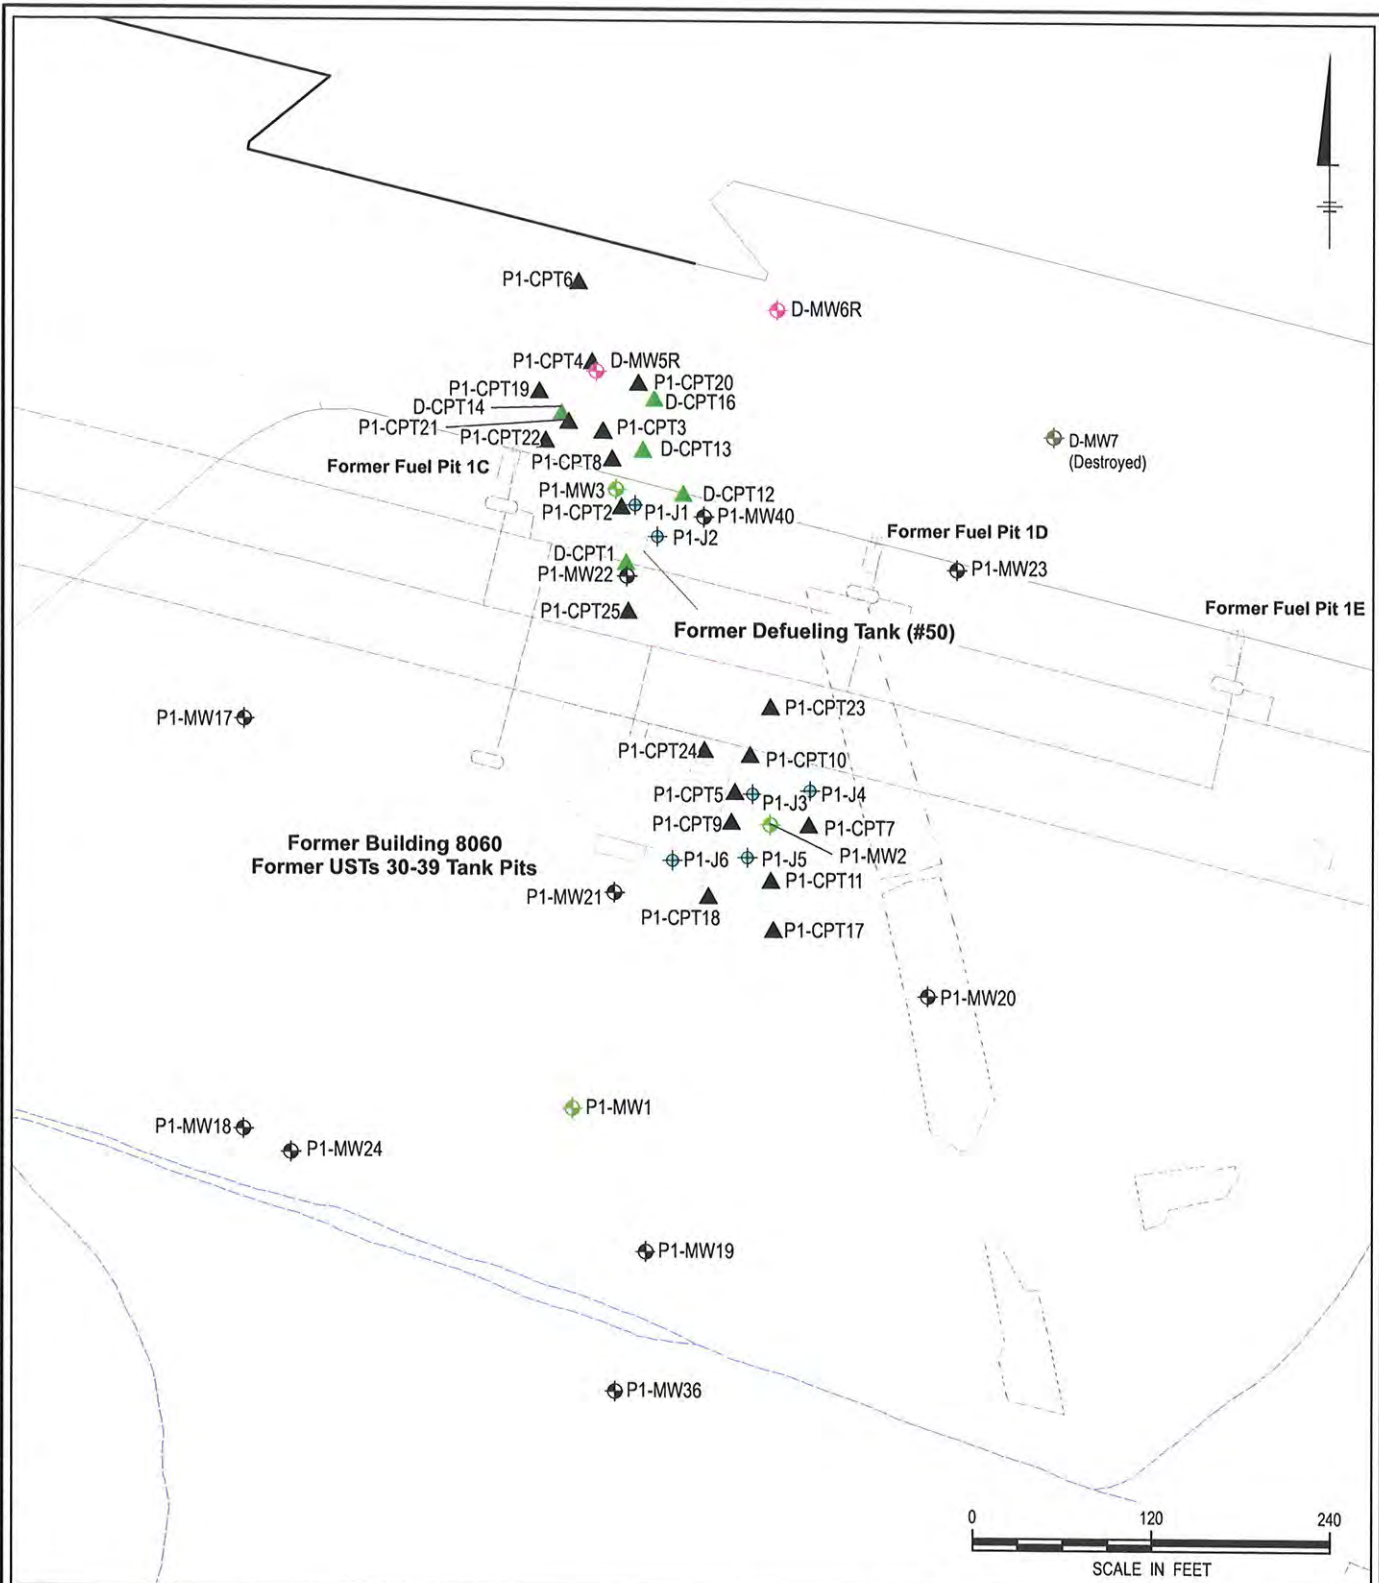 P1-CPT6
D-MW6R
P1-CPT4
D-MW5R
P1-CPT19
P1-CPT20
D-CPT14
D-CPT16
P1-CPT21
P1-CPT3
P1-CPT22
D-MW7
(Destroyed)
D-CPT13
P1-CPT8
Former Fuel Pit 1C
P1-MW3
D-CPT12
P1-CPT2
P1-J1
P1-MW40
P1-J2
Former Fuel Pit 1D
D-CPT1
P1-MW22
P1-MW23
P1-CPT25
Former Fuel Pit 1E
Former Defueling Tank (#50)
P1-CPT23
P1-MW17
P1-CPT24
P1-CPT10
P1-CPT5
P1-J3
P1-J4
P1-CPT9
P1-CPT7
Former Building 8060
Former USTs 30-39 Tank Pits
P1-MW2
P1-J6
P1-J5
P1-CPT11
P1-MW21
P1-CPT18
P1-CPT17
P1-MW20
P1-MW1
P1-MW18
P1-MW24
P1-MW19
P1-MW36
0 120 240
SCALE IN FEET